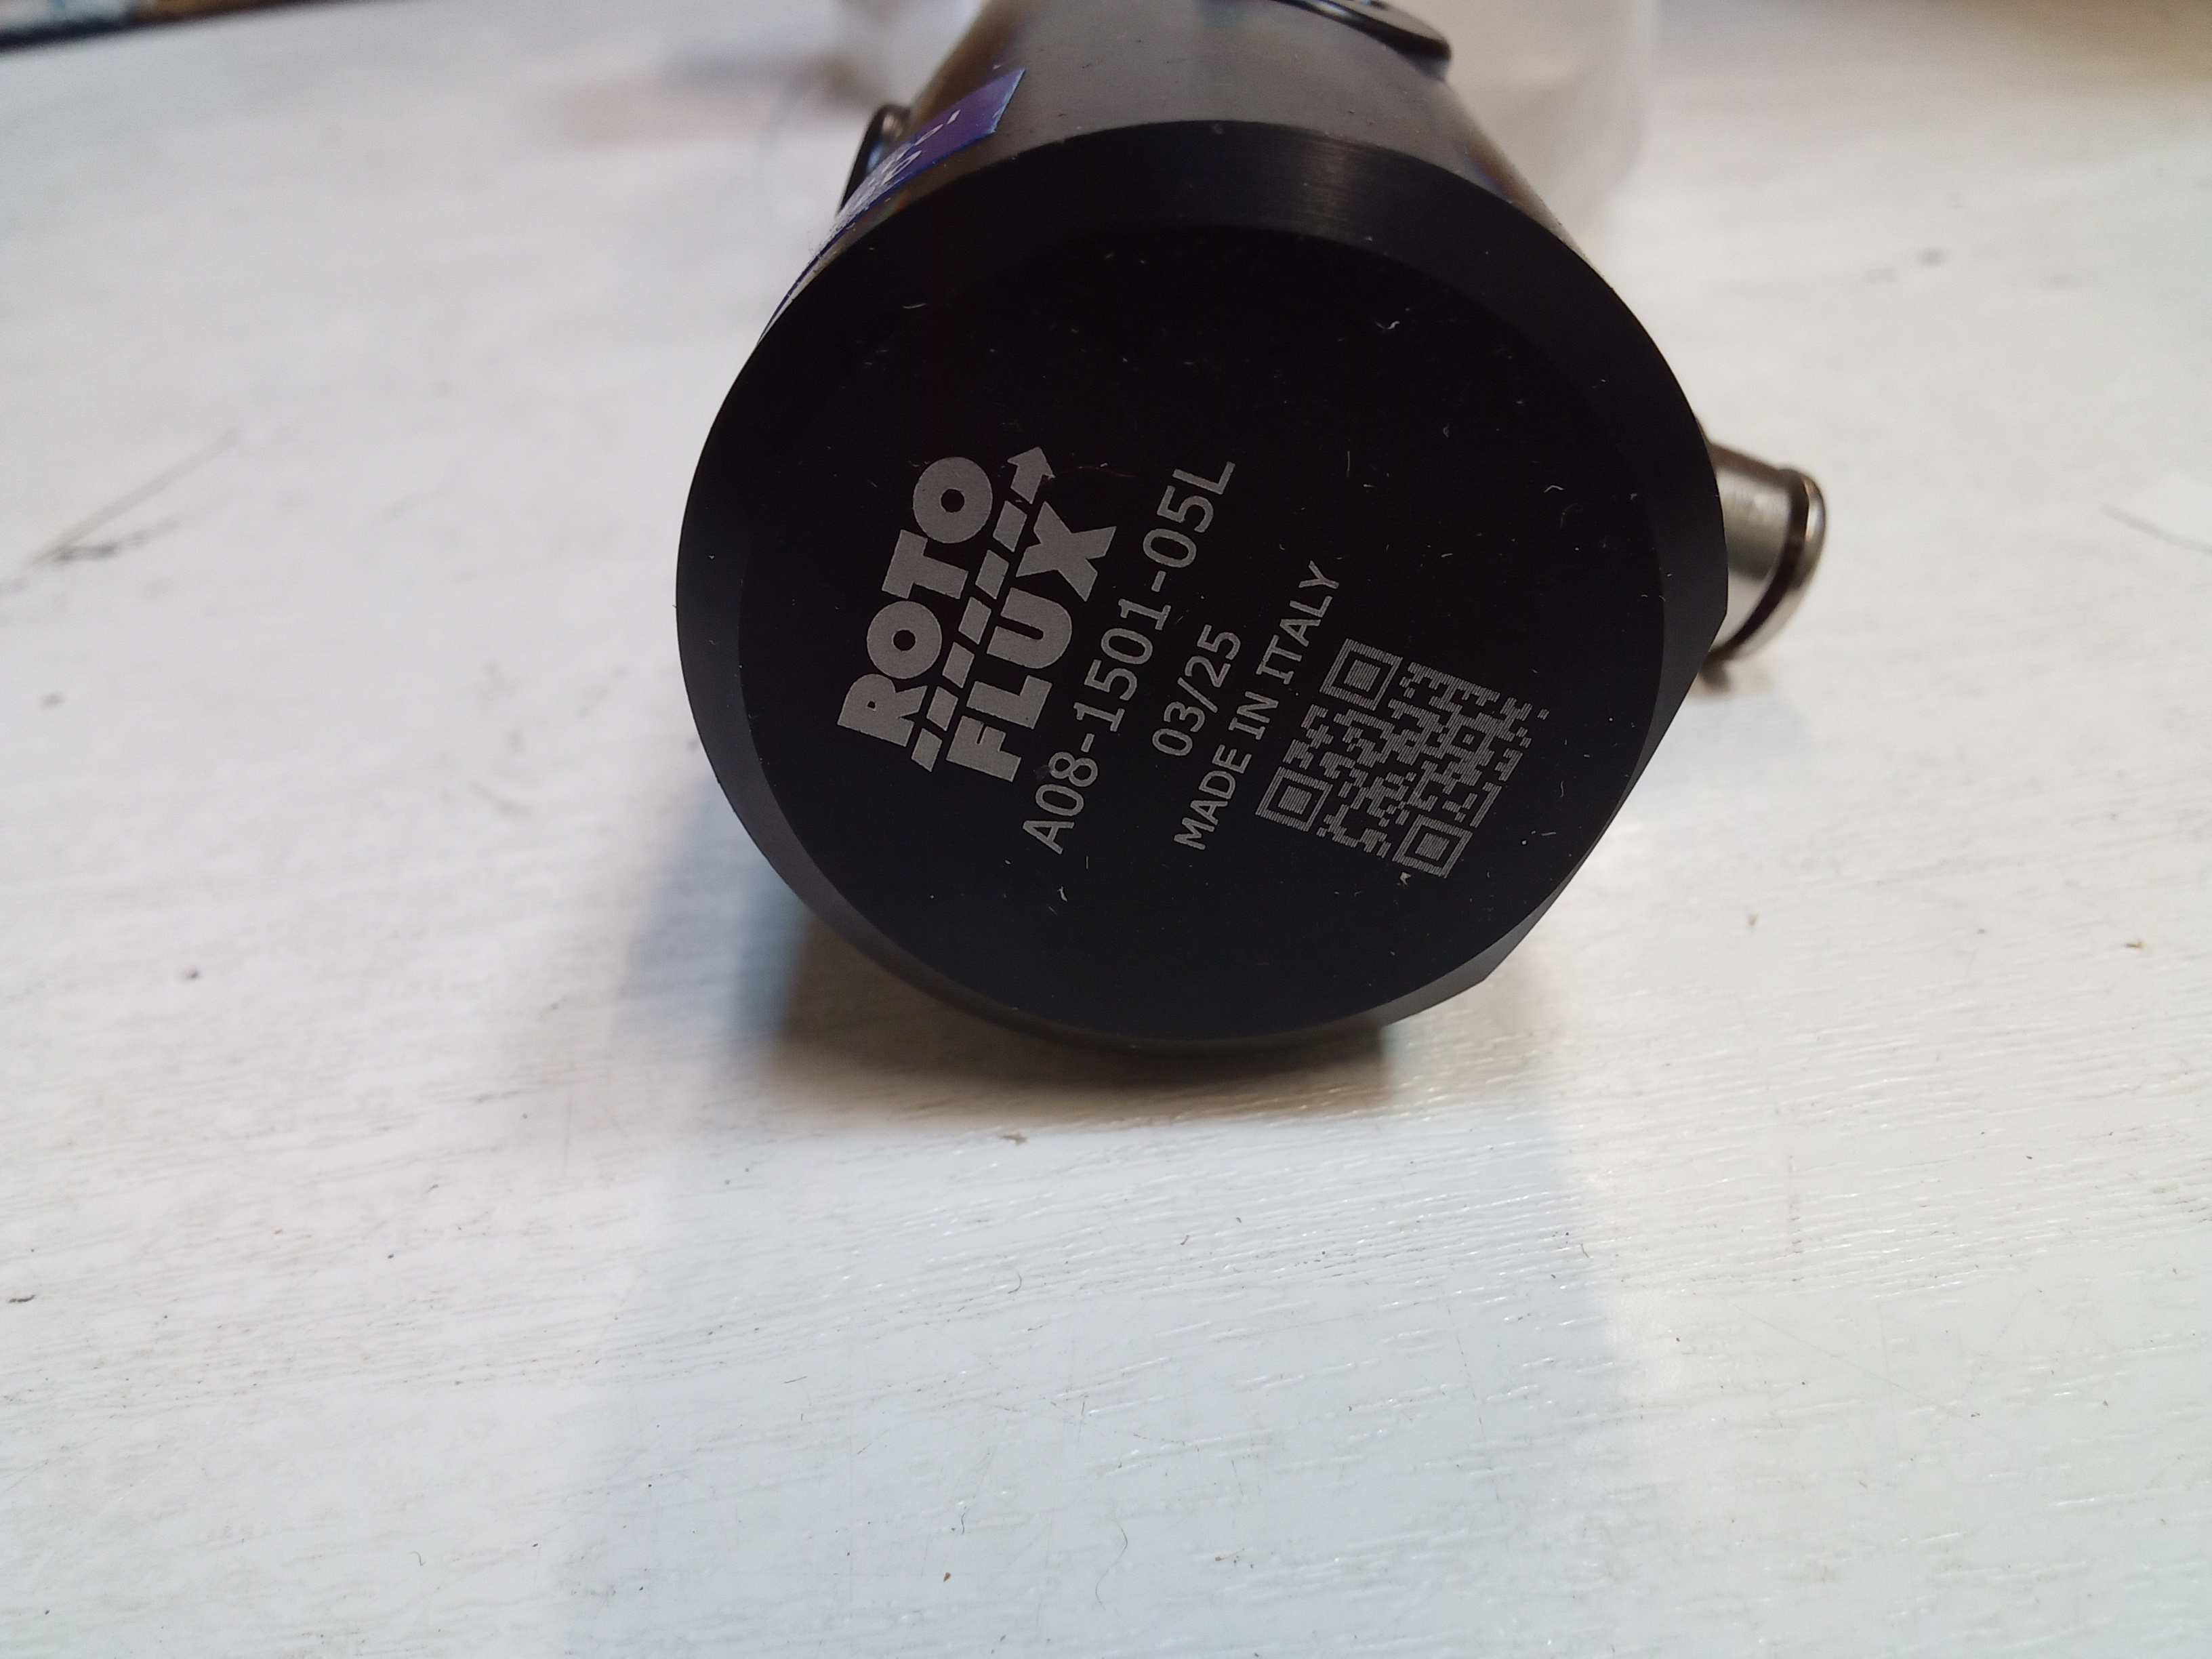 ROTO
FLUX
A08-1501-05L
03/25
MADE IN ITALY